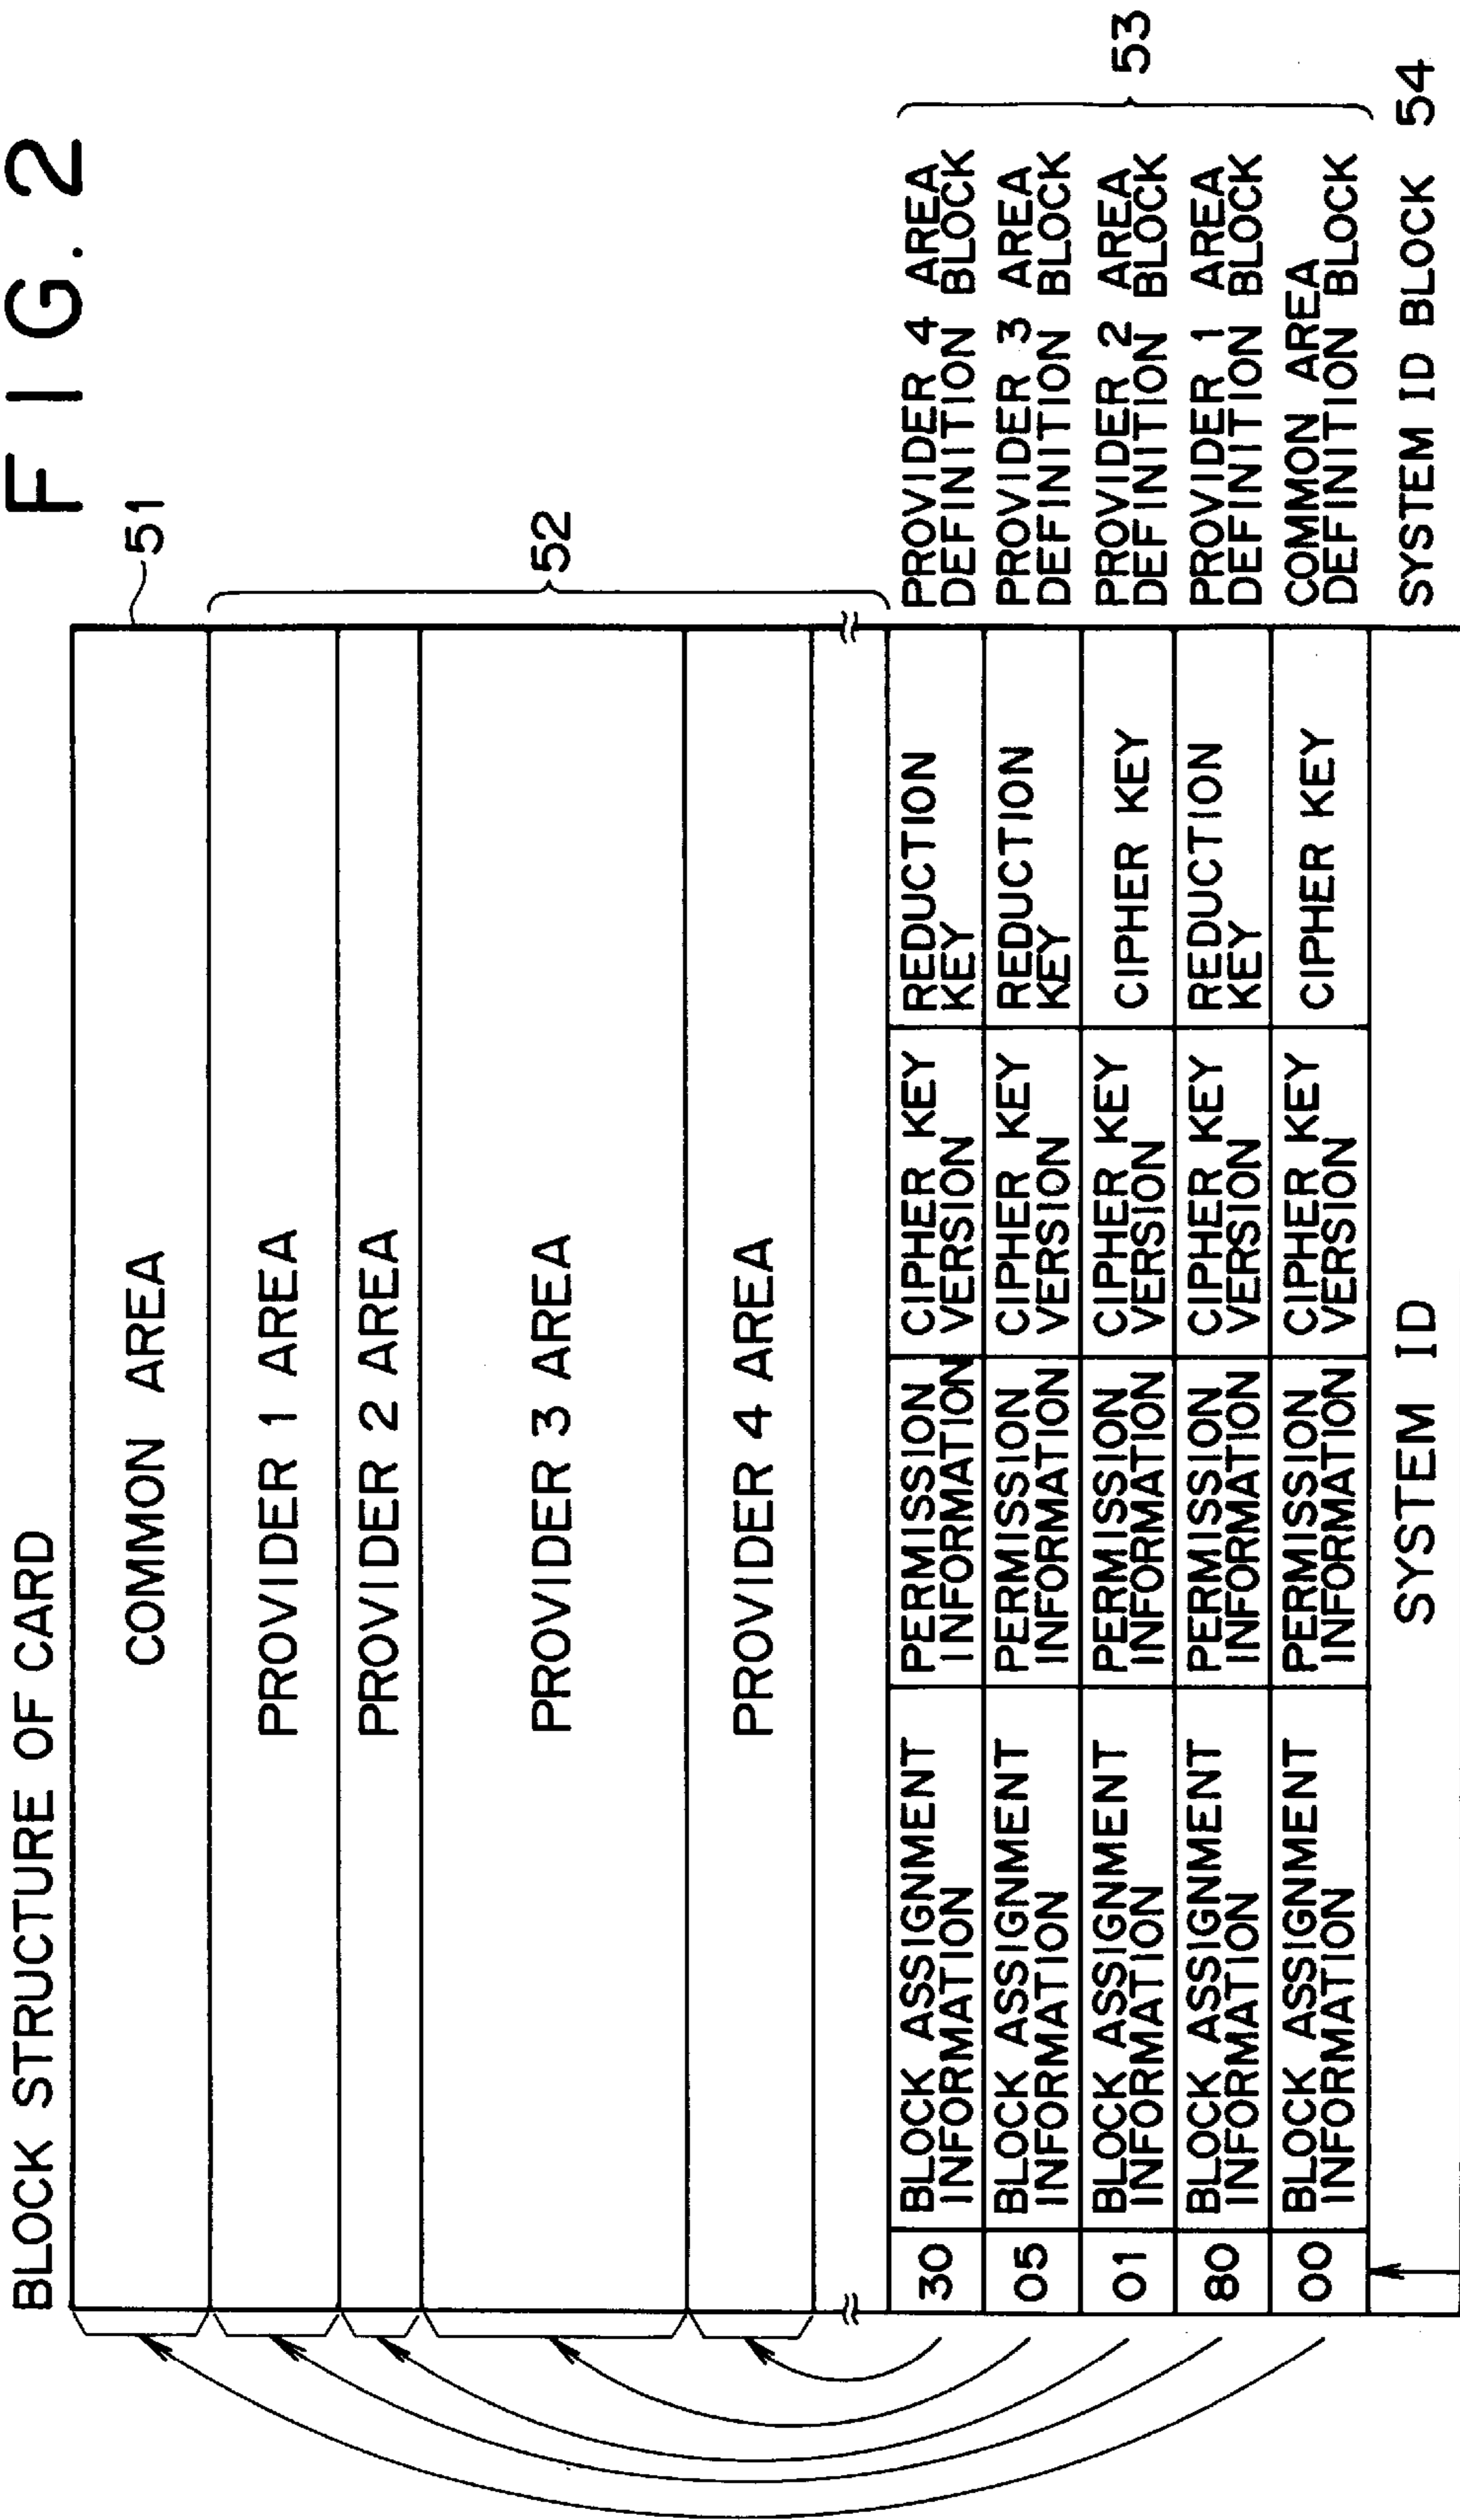 FIG. 2
BLOCK STRUCTURE OF CARD
51
COMMON AREA
PROVIDER 1 AREA
PROVIDER 2 AREA
52
PROVIDER 3 AREA
PROVIDER 4 AREA
30
BLOCK ASSIGNMENT
INFORMATION
PERMISSION
INFORMATION
CIPHER KEY
VERSION
REDUCTION
KEY
PROVIDER 4 AREA
DEFINITION BLOCK
05
BLOCK ASSIGNMENT
INFORMATION
PERMISSION
INFORMATION
CIPHER KEY
VERSION
REDUCTION
KEY
PROVIDER 3 AREA
DEFINITION BLOCK
01
BLOCK ASSIGNMENT
INFORMATION
PERMISSION
INFORMATION
CIPHER KEY
VERSION
CIPHER KEY
PROVIDER 2 AREA
DEFINITION BLOCK
53
80
BLOCK ASSIGNMENT
INFORMATION
PERMISSION
INFORMATION
CIPHER KEY
VERSION
REDUCTION
KEY
PROVIDER 1 AREA
DEFINITION BLOCK
00
BLOCK ASSIGNMENT
INFORMATION
PERMISSION
INFORMATION
CIPHER KEY
VERSION
CIPHER KEY
COMMON AREA
DEFINITION BLOCK
SYSTEM ID
SYSTEM ID BLOCK 54